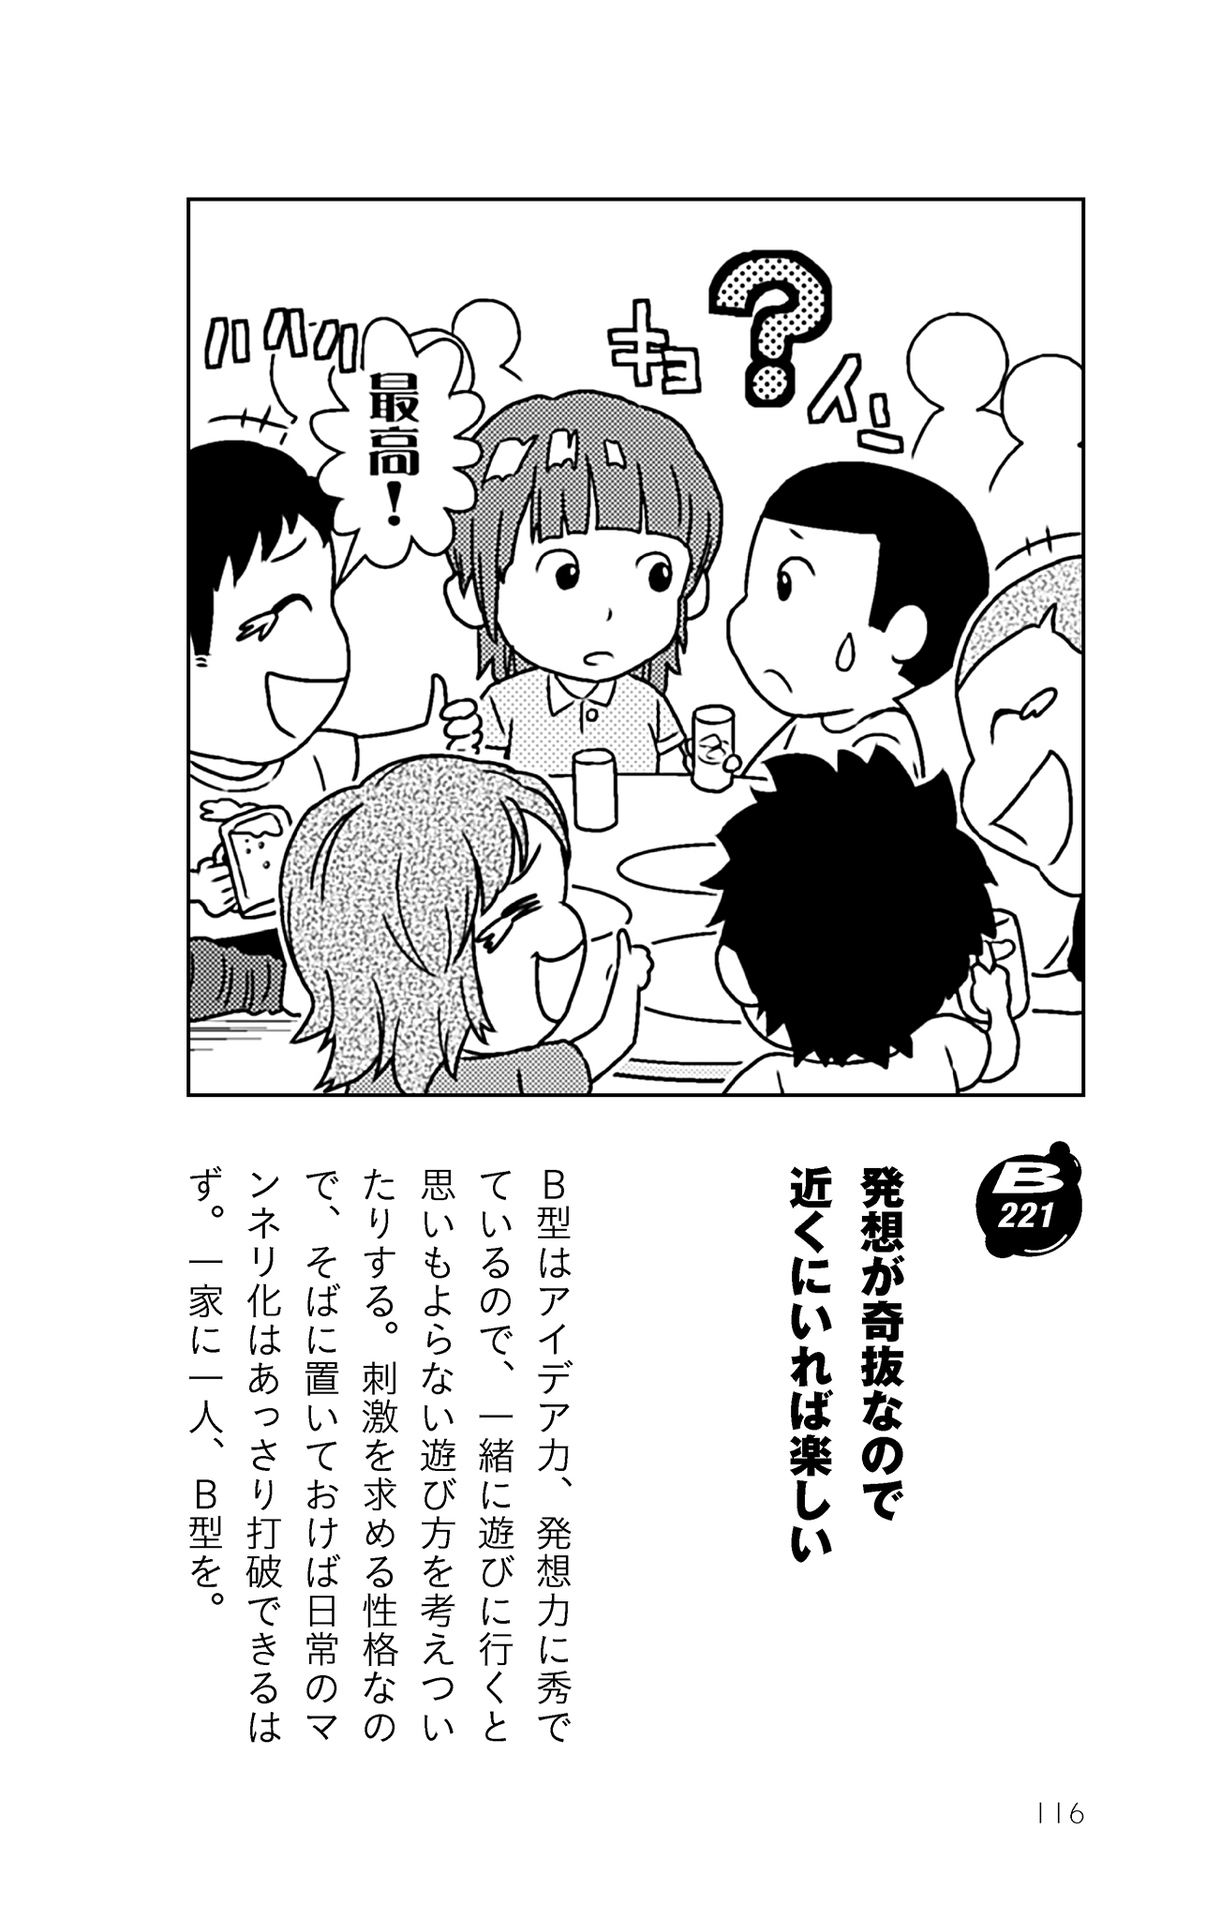 ハハハハ
最高！
キョ
？
イー
B
221
発想が奇抜なので
近くにいれば楽しい
B型はアイデア力、発想力に秀で
ているので、一緒に遊びに行くと
思いもよらない遊び方を考えつい
たりする。刺激を求める性格なの
で、そばに置いておけば日常のマ
ンネリ化はあっさり打破できるは
ず。一家に一人、B型を。
116